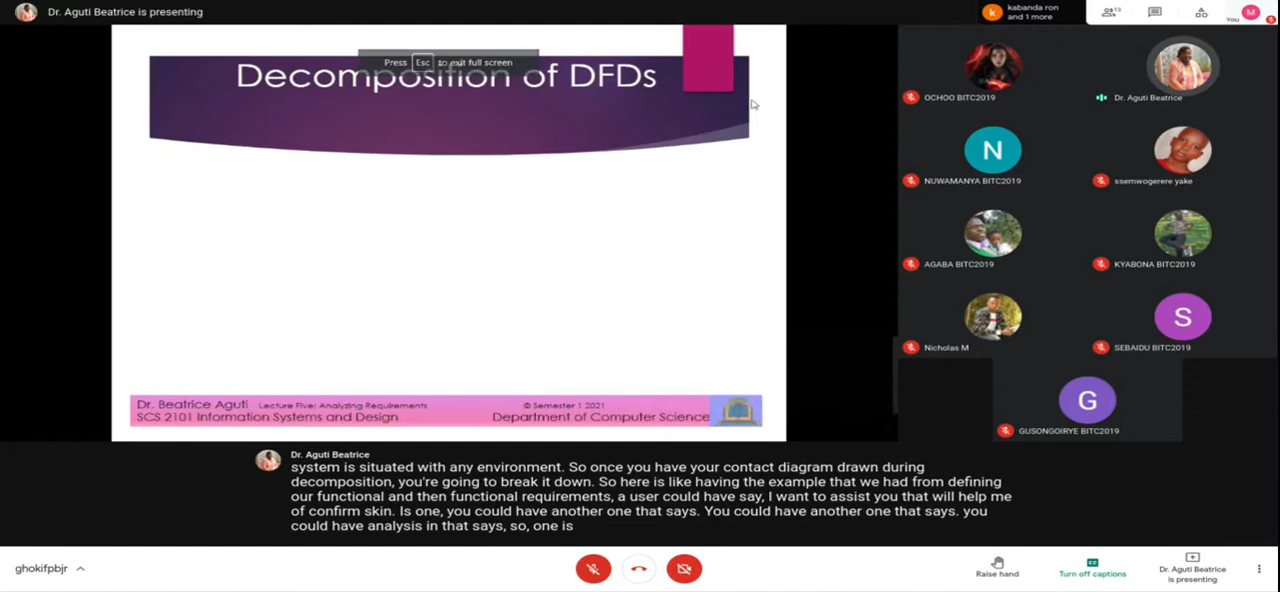 Dr. Aguti Beatrice is presenting
k
kabanda ron
and 1 more
13
You
M
Press Esc to exit full screen
Decomposition of DFDs
OCHOO BITC2019
Dr. Aguti Beatrice
N
NUWAMANYA BITC2019
ssemwogerere yake
AGABA BITC2019
KYABONA BITC2019
Nicholas M
S
SEBAIDU BITC2019
G
GUSONGOIRYE BITC2019
Dr. Beatrice Aguti Lecture Five: Analyzing Requirements © Semester 1 2021
SCS 2101 Information Systems and Design Department of Computer Science
Dr. Aguti Beatrice
system is situated with any environment. So once you have your contact diagram drawn during
decomposition, you're going to break it down. So here is like having the example that we had from defining
our functional and then functional requirements, a user could have say, I want to assist you that will help me
of confirm skin. Is one, you could have another one that says. You could have another one that says. you
could have analysis in that says, so, one is
ghokifpbjr
Raise hand
Turn off captions
Dr. Aguti Beatrice
is presenting